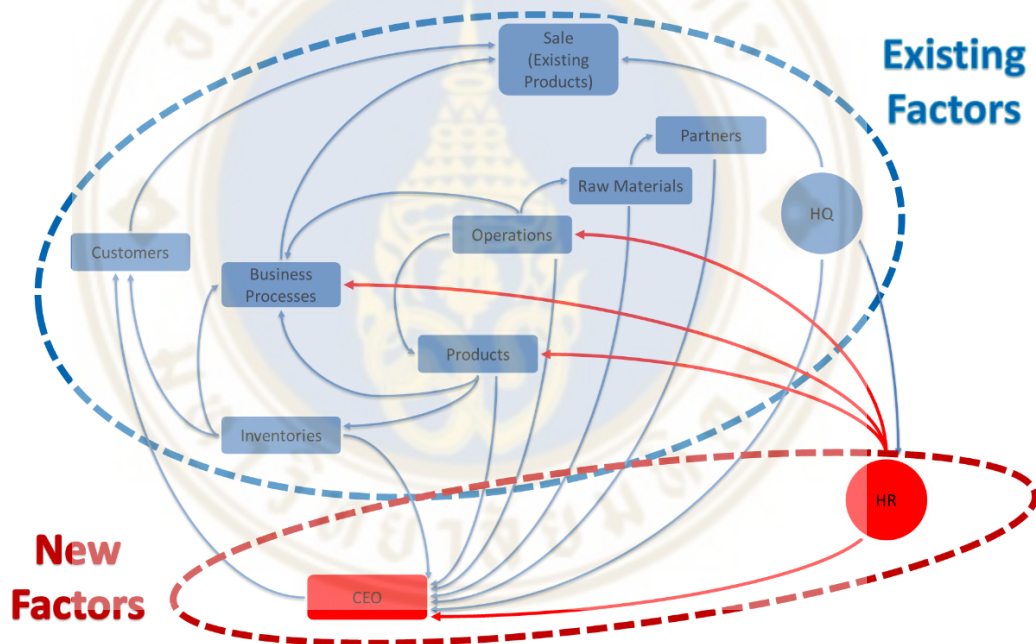 Sale
(Existing
Products)
Existing
Factors
Partners
Raw Materials
HQ
Operations
Customers
Business
Processes
Products
Inventories
HR
New
Factors
CEO